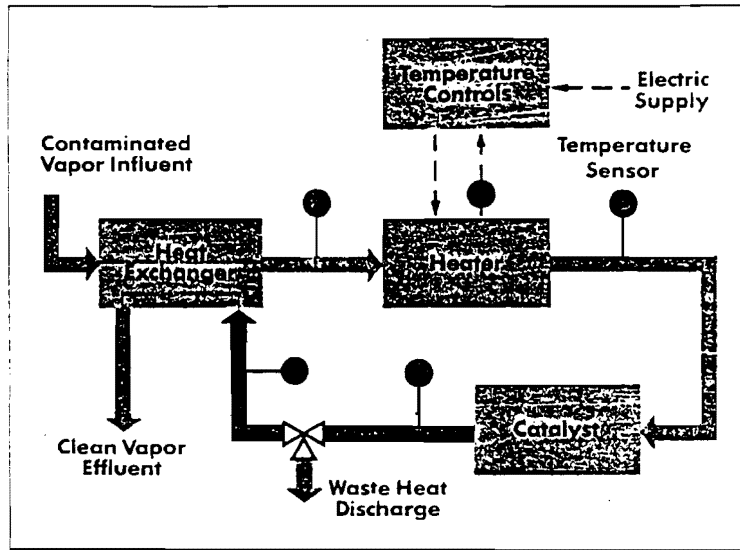 Temperature
Controls
Electric
Supply
Contaminated
Vapor Influent
Temperature
Sensor
Heat
Exchanger
Heater
Clean Vapor
Effluent
Catalyst
Waste Heat
Discharge